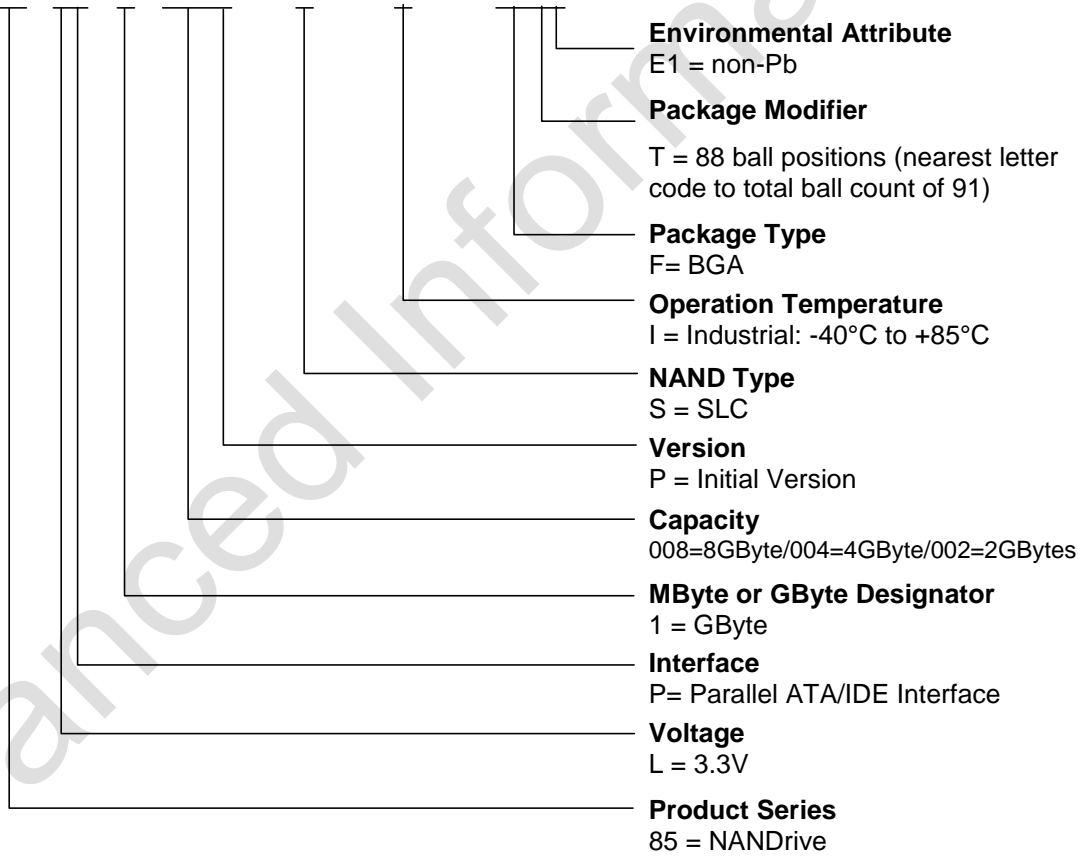 Environmental Attribute
E1 = non-Pb
Package Modifier
T = 88 ball positions (nearest letter
code to total ball count of 91)
Package Type
F= BGA
Operation Temperature
I = Industrial: -40°C to +85°C
NAND Type
S = SLC
Version
P = Initial Version
Capacity
008=8GByte/004=4GByte/002=2GBytes
MByte or GByte Designator
1 = GByte
Interface
P= Parallel ATA/IDE Interface
Voltage
L = 3.3V
Product Series
85 = NANDrive
anced Informa